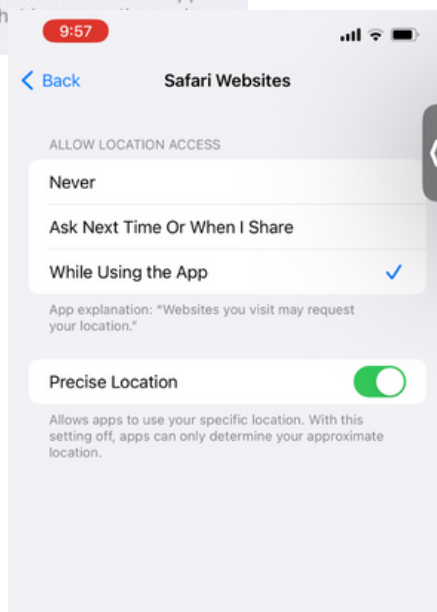 9:57
Back
Safari Websites
ALLOW LOCATION ACCESS
Never
Ask Next Time Or When I Share
While Using the App
App explanation: “Websites you visit may request
your location.”
Precise Location
Allows apps to use your specific location. With this
setting off, apps can only determine your approximate
location.